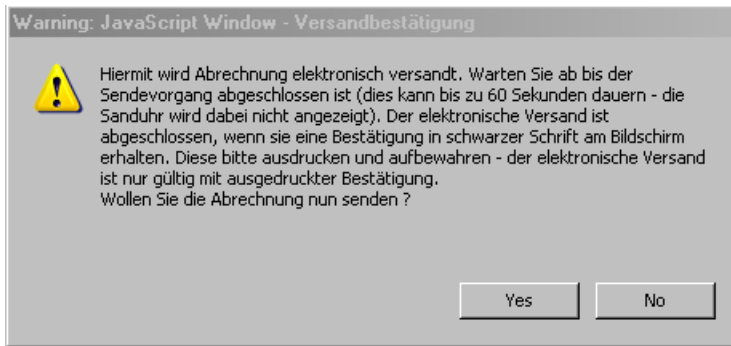 Warning: JavaScript Window - Versandbestätigung
Hiermit wird Abrechnung elektronisch versandt. Warten Sie ab bis der
Sendevorgang abgeschlossen ist (dies kann bis zu 60 Sekunden dauern - die
Sanduhr wird dabei nicht angezeigt). Der elektronische Versand ist
abgeschlossen, wenn sie eine Bestätigung in schwarzer Schrift am Bildschirm
erhalten. Diese bitte ausdrucken und aufbewahren - der elektronische Versand
ist nur gültig mit ausgedruckter Bestätigung.
Wollen Sie die Abrechnung nun senden ?
Yes No